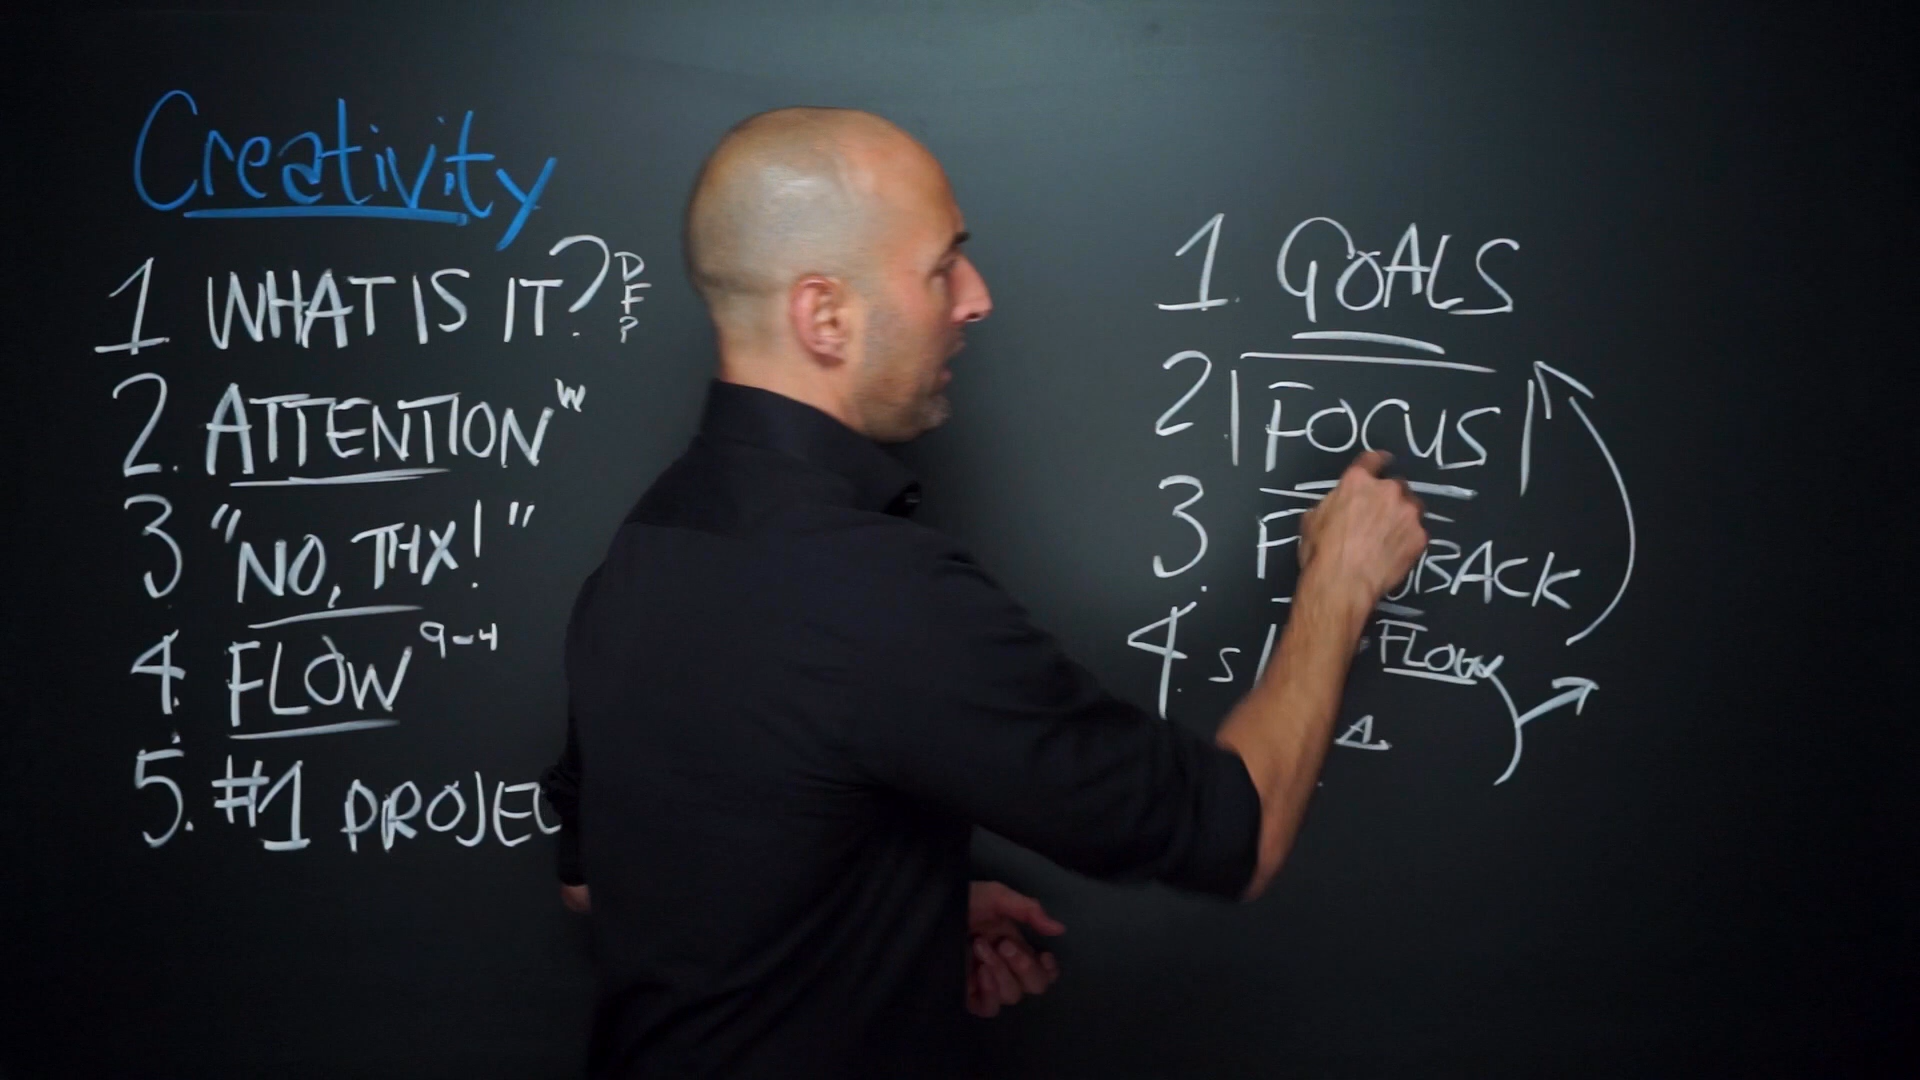 Creativity
1 WHAT IS IT? D F P
2. ATTENTION W
3. "NO, THX!"
4. FLOW 9-4
5. #1
1. GOALS
2. FOCUS
3.
4. S FLOW